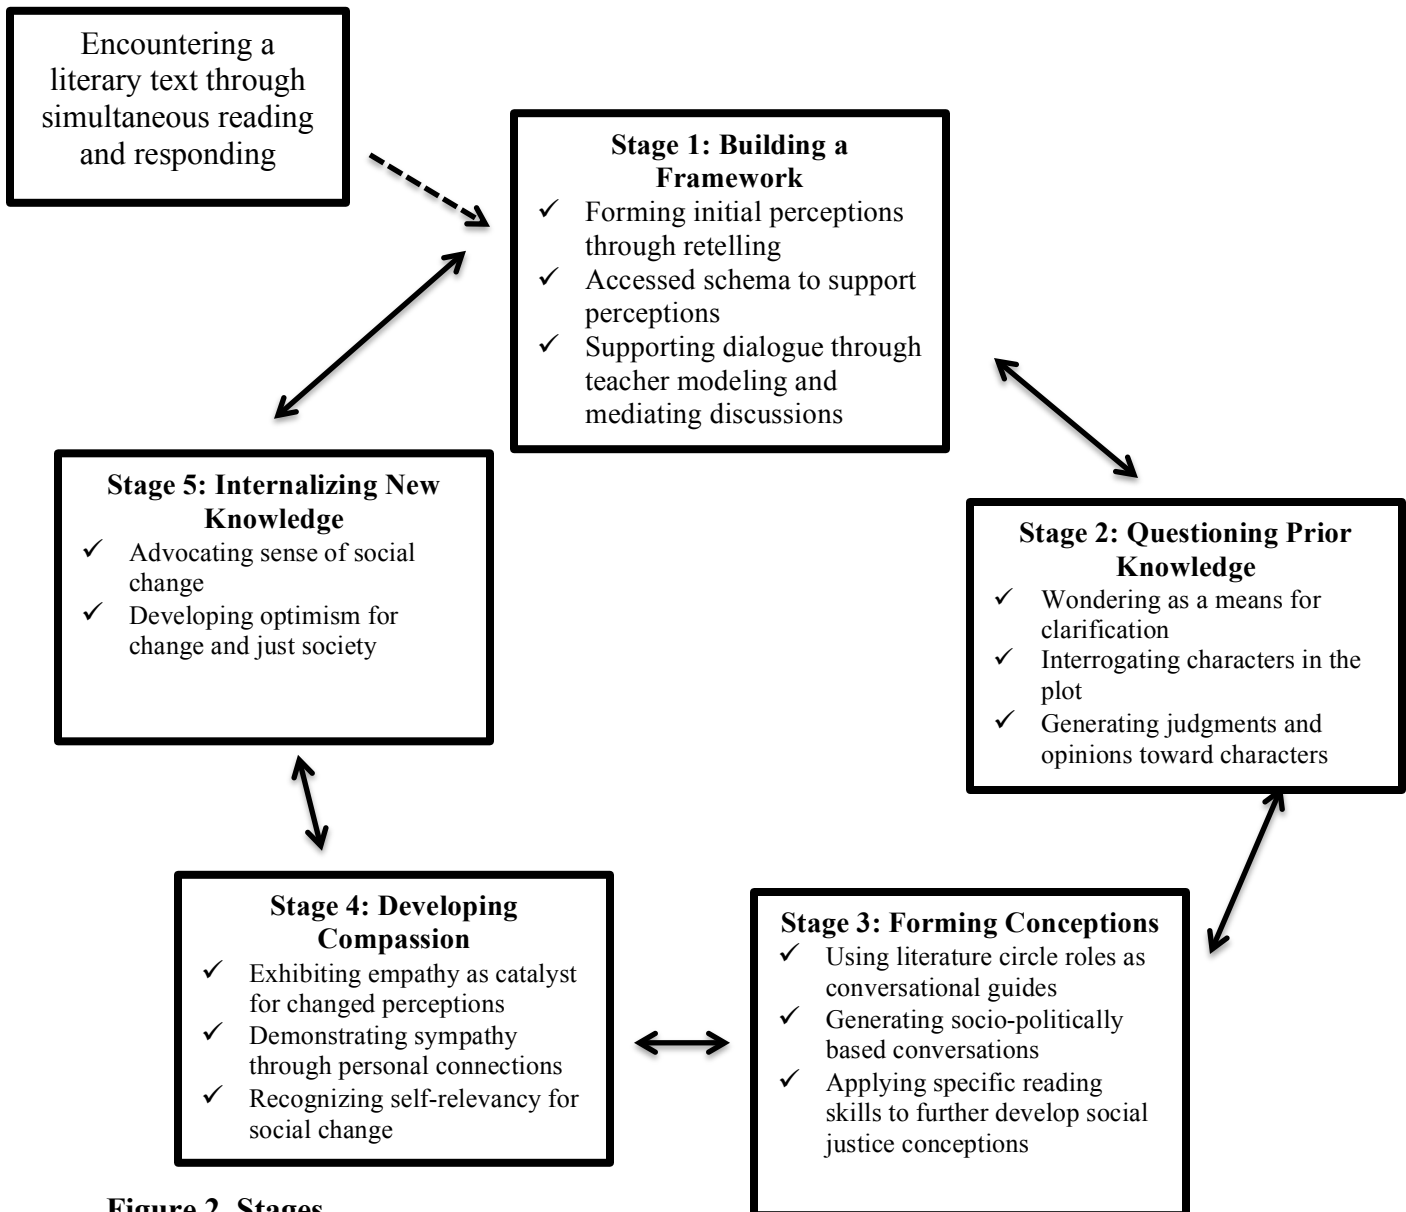 Encountering a
literary text through
simultaneous reading
and responding
Stage 1: Building a
Framework
✓ Forming initial perceptions
through retelling
✓ Accessed schema to support
perceptions
✓ Supporting dialogue through
teacher modeling and
mediating discussions
Stage 2: Questioning Prior
Knowledge
✓ Wondering as a means for
clarification
✓ Interrogating characters in the
plot
✓ Generating judgments and
opinions toward characters
Stage 3: Forming Conceptions
✓ Using literature circle roles as
conversational guides
✓ Generating socio-politically
based conversations
✓ Applying specific reading
skills to further develop social
justice conceptions
Stage 4: Developing
Compassion
✓ Exhibiting empathy as catalyst
for changed perceptions
✓ Demonstrating sympathy
through personal connections
✓ Recognizing self-relevancy for
social change
Stage 5: Internalizing New
Knowledge
✓ Advocating sense of social
change
✓ Developing optimism for
change and just society
Figure 2. Stages